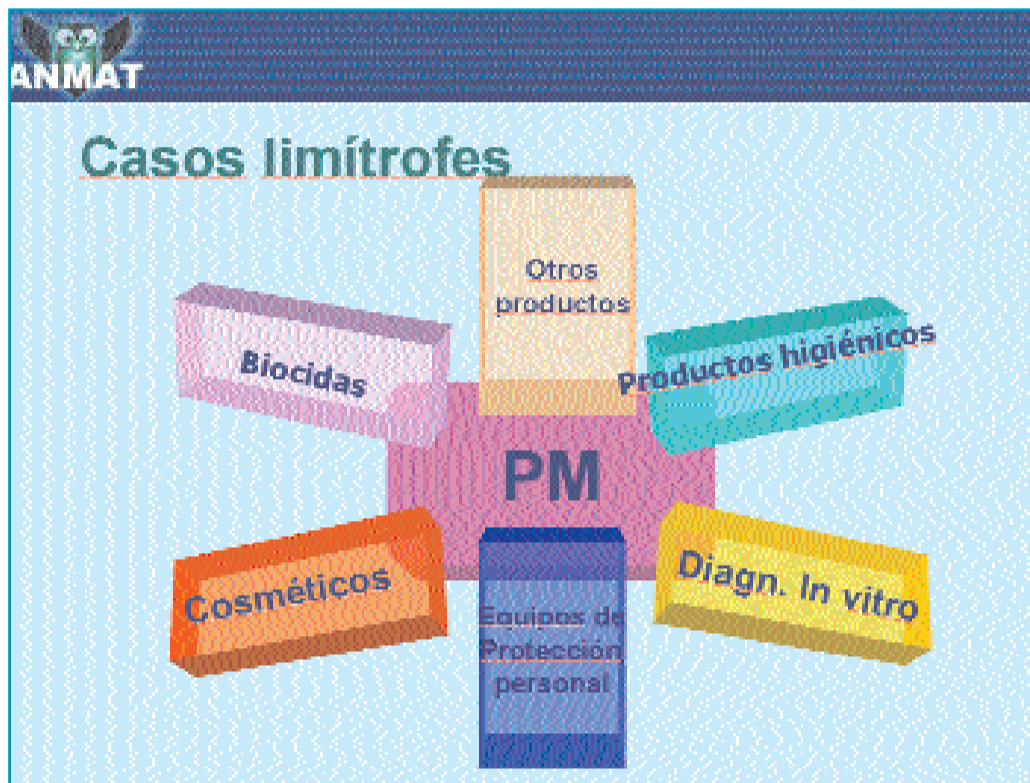 ANMAT
Casos limítrofes
Otros
productos
Biocidas
Productos higiénicos
PM
Cosméticos
Equipos de
Protección
personal
Diagn. In vitro